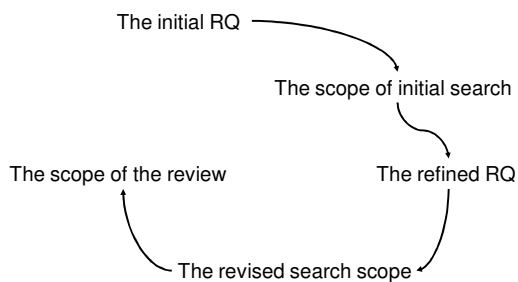 The initial RQ
The scope of initial search
The scope of the review
The refined RQ
The revised search scope